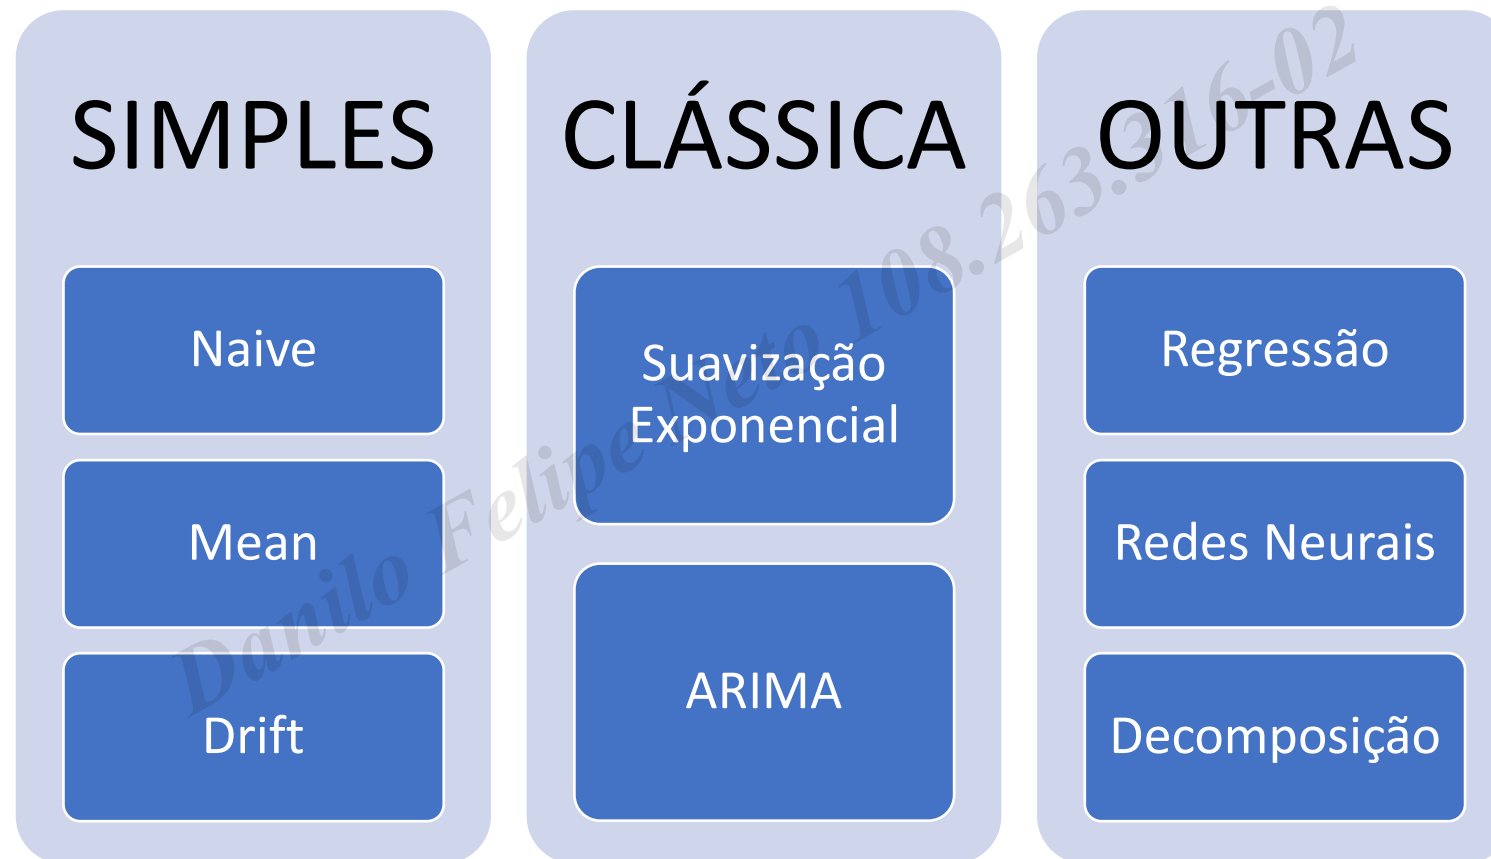 SIMPLES
Naive
Mean
Drift
CLÁSSICA
Suavização
Exponencial
ARIMA
OUTRAS
Regressão
Redes Neurais
Decomposição
Danilo Felipe Neto 108.263.316-02